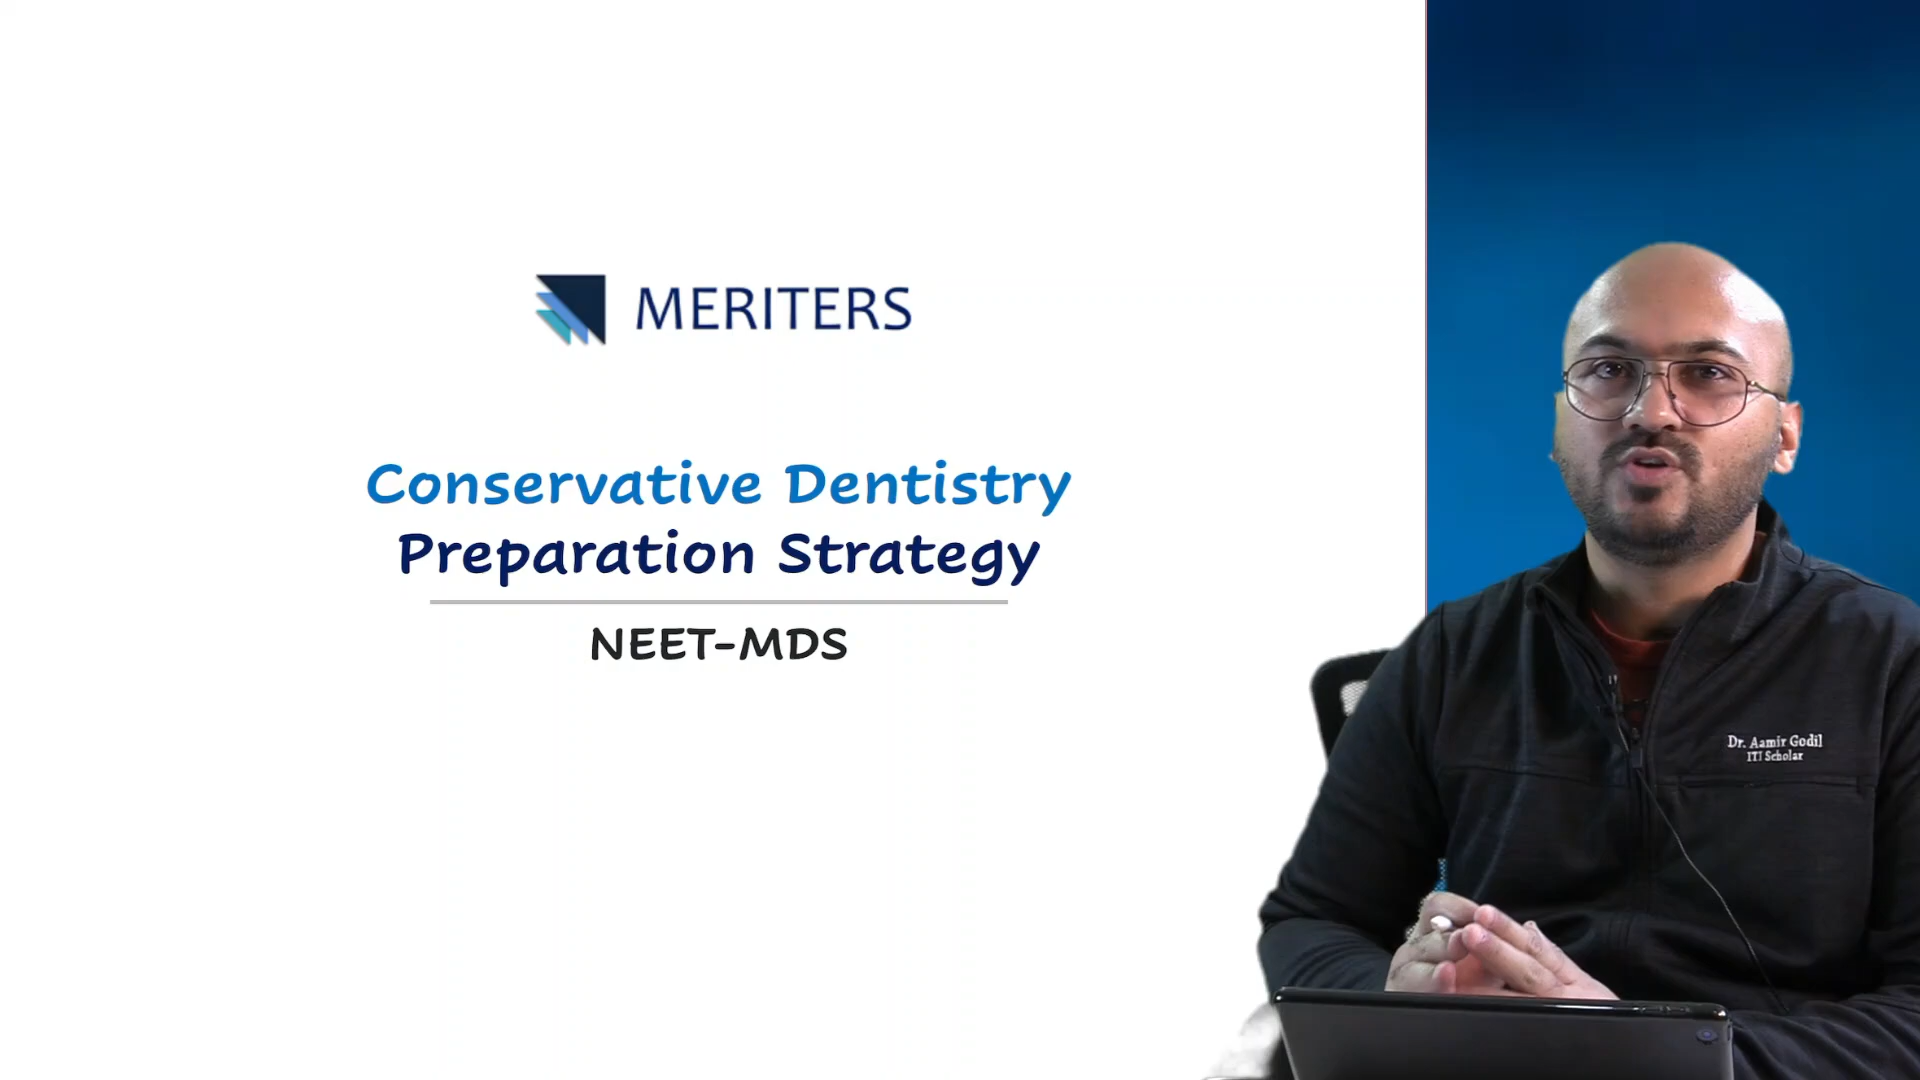 MERITERS
Conservative Dentistry
Preparation Strategy
NEET-MDS
Dr. Aamir Godil
ITI Scholar